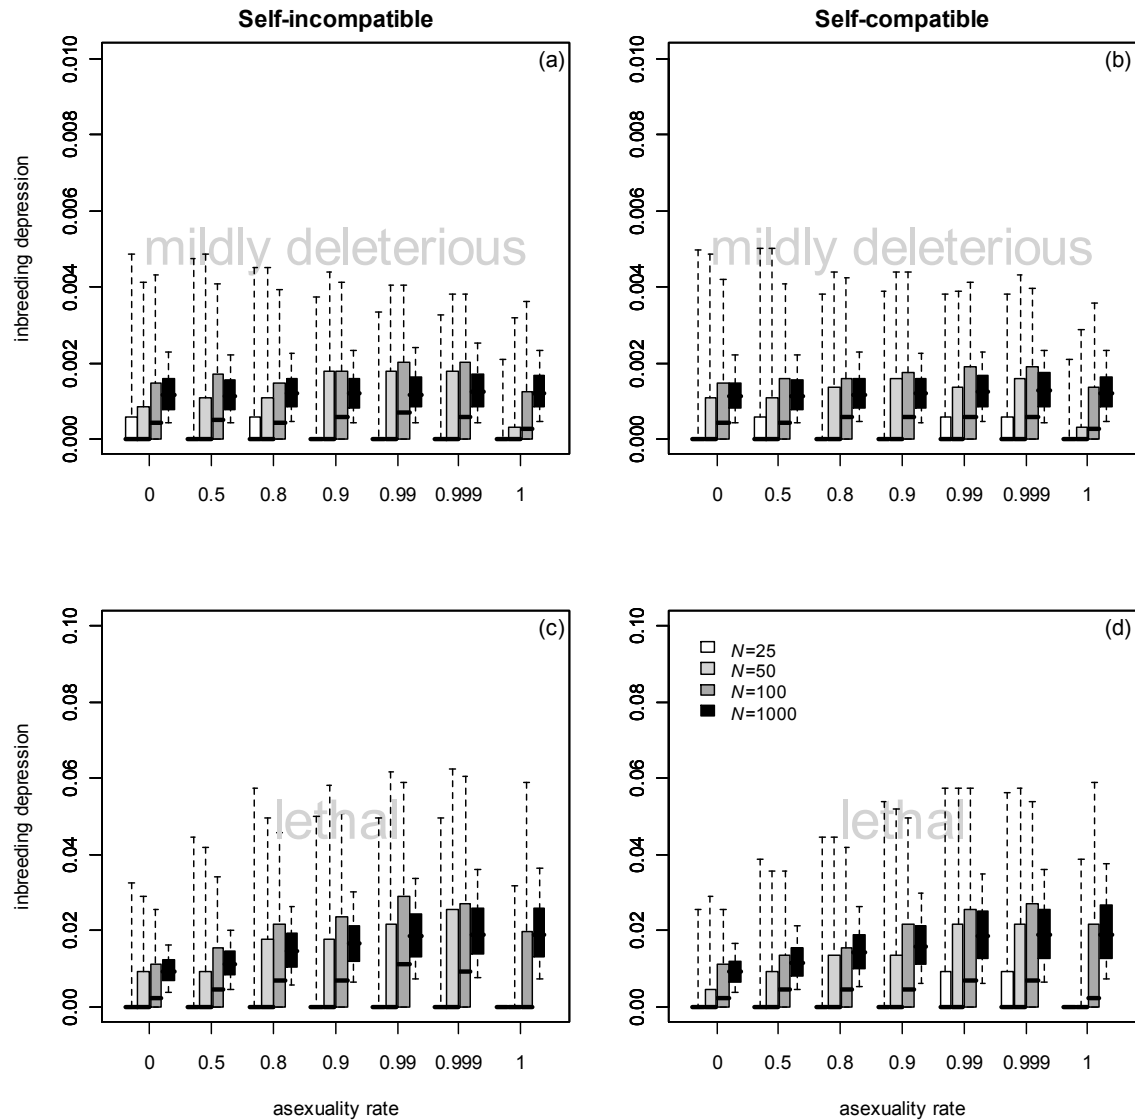 Self-incompatible
Self-compatible
(a)
(b)
inbreeding depression
0.010
0.008
0.006
0.004
0.002
0.000
mildly deleterious
0 0.5 0.8 0.9 0.99 0.999 1
0.010
0.008
0.006
0.004
0.002
0.000
mildly deleterious
0 0.5 0.8 0.9 0.99 0.999 1
(c)
(d)
inbreeding depression
0.10
0.08
0.06
0.04
0.02
0.00
lethal
0 0.5 0.8 0.9 0.99 0.999 1
asexuality rate
0.10
0.08
0.06
0.04
0.02
0.00
N=25
N=50
N=100
N=1000
lethal
0 0.5 0.8 0.9 0.99 0.999 1
asexuality rate